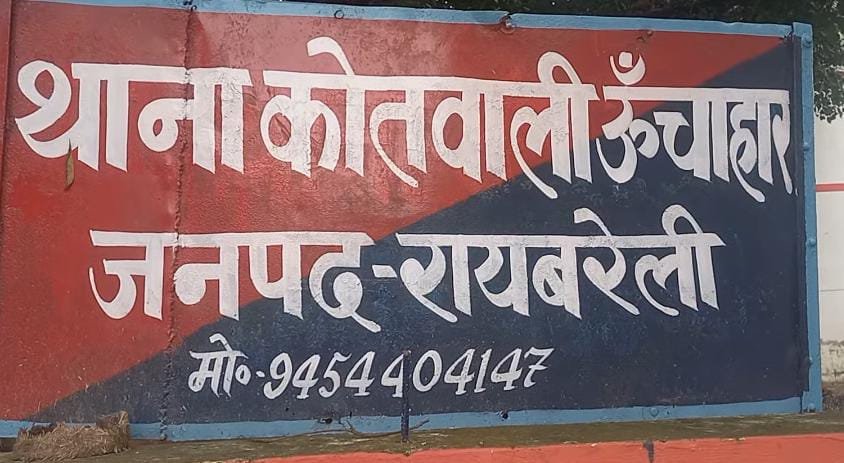 थाना कोतवाली ऊँचाहार
जनपद-रायबरेली
मो०-9454404147